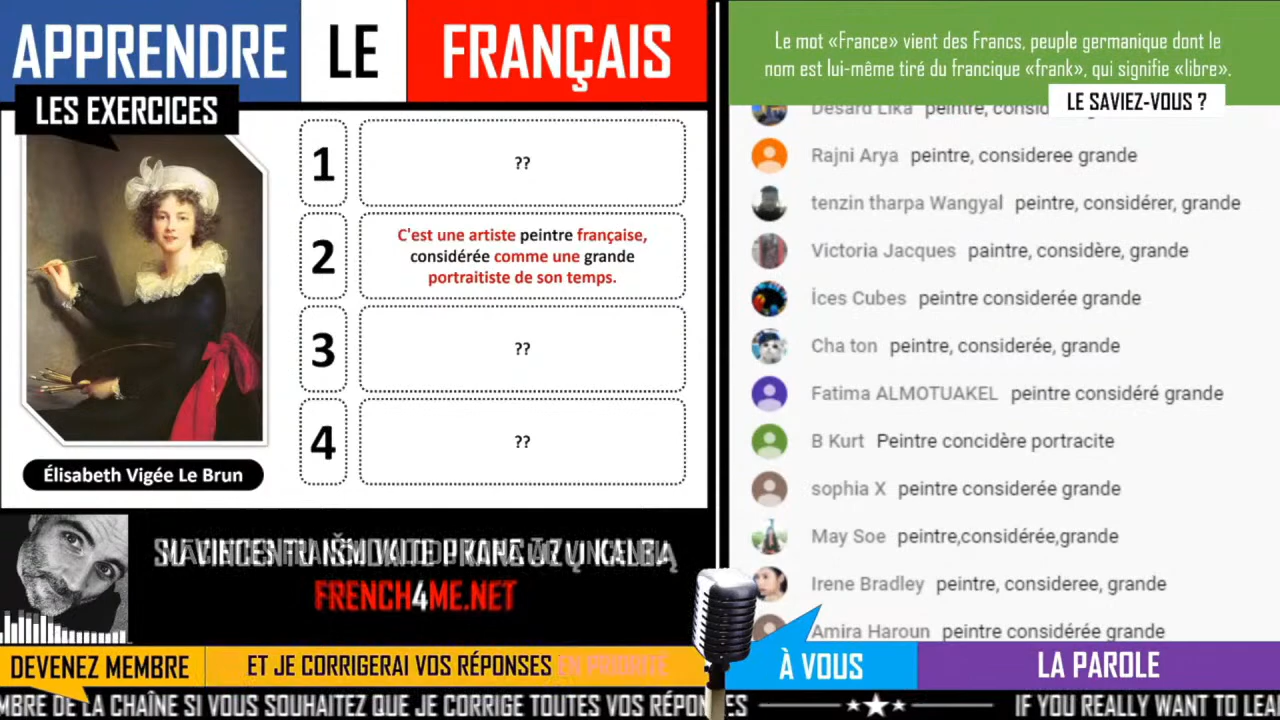 APPRENDRE LE FRANÇAIS
LES EXERCICES
1
??
2
C'est une artiste peintre française,
considérée comme une grande
portraitiste de son temps.
3
??
4
??
Élisabeth Vigée Le Brun
FRENCH4ME.NET
DEVENEZ MEMBRE
ET JE CORRIGERAI VOS RÉPONSES EN PRIORITÉ
Le mot «France» vient des Francs, peuple germanique dont le
nom est lui-même tiré du francique «frank», qui signifie «libre».
LE SAVIEZ-VOUS ?
Desard Lika peintre,
Rajni Arya peintre, consideree grande
tenzin tharpa Wangyal peintre, considérer, grande
Victoria Jacques paintre, considère, grande
İces Cubes peintre considerée grande
Cha ton peintre, considerée, grande
Fatima ALMOTUAKEL peintre considéré grande
B Kurt Peintre concidère portracite
sophia X peintre considerée grande
May Soe peintre,considérée,grande
Irene Bradley peintre, consideree, grande
Amira Haroun peintre considérée grande
À VOUS
LA PAROLE
MBRE DE LA CHAÎNE SI VOUS SOUHAITEZ QUE JE CORRIGE TOUTES VOS RÉPONSES
IF YOU REALLY WANT TO LEA